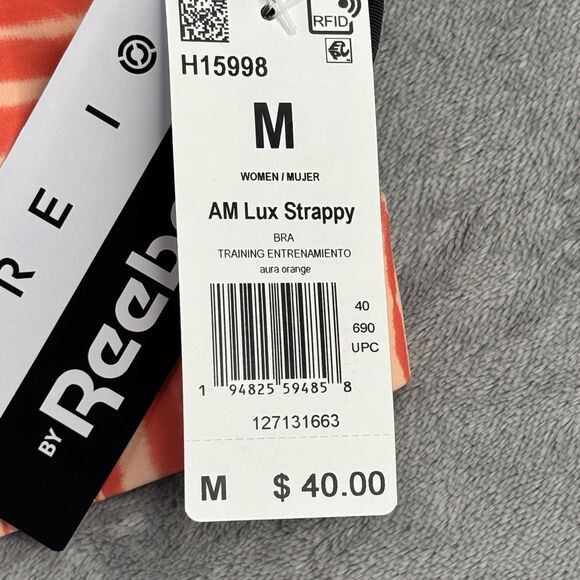 RFID
H15998
M
WOMEN / MUJER
AM Lux Strappy
BRA
TRAINING ENTRENAMIENTO
aura orange
40
690
UPC
1 94825 59485 8
127131663
M $ 40.00
R E I
BY Reebo